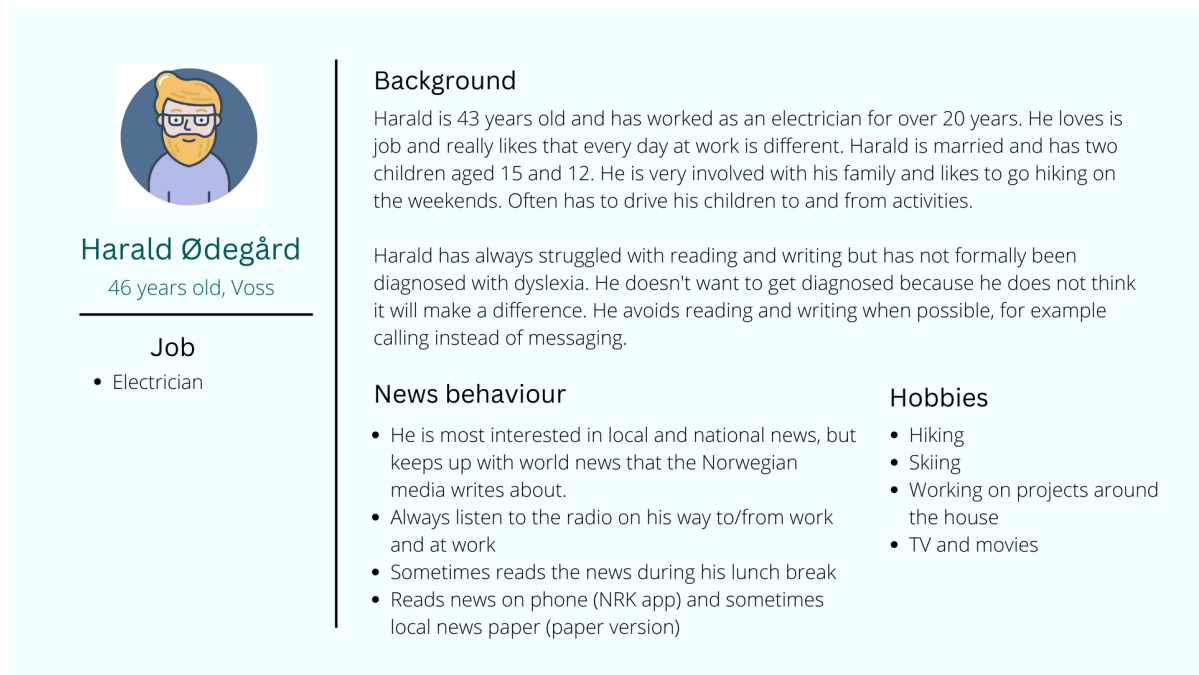 Harald Ødegård
46 years old, Voss
Job
• Electrician
Background
Harald is 43 years old and has worked as an electrician for over 20 years. He loves is
job and really likes that every day at work is different. Harald is married and has two
children aged 15 and 12. He is very involved with his family and likes to go hiking on
the weekends. Often has to drive his children to and from activities.
Harald has always struggled with reading and writing but has not formally been
diagnosed with dyslexia. He doesn't want to get diagnosed because he does not think
it will make a difference. He avoids reading and writing when possible, for example
calling instead of messaging.
News behaviour
• He is most interested in local and national news, but
keeps up with world news that the Norwegian
media writes about.
• Always listen to the radio on his way to/from work
and at work
• Sometimes reads the news during his lunch break
• Reads news on phone (NRK app) and sometimes
local news paper (paper version)
Hobbies
• Hiking
• Skiing
• Working on projects around
the house
• TV and movies